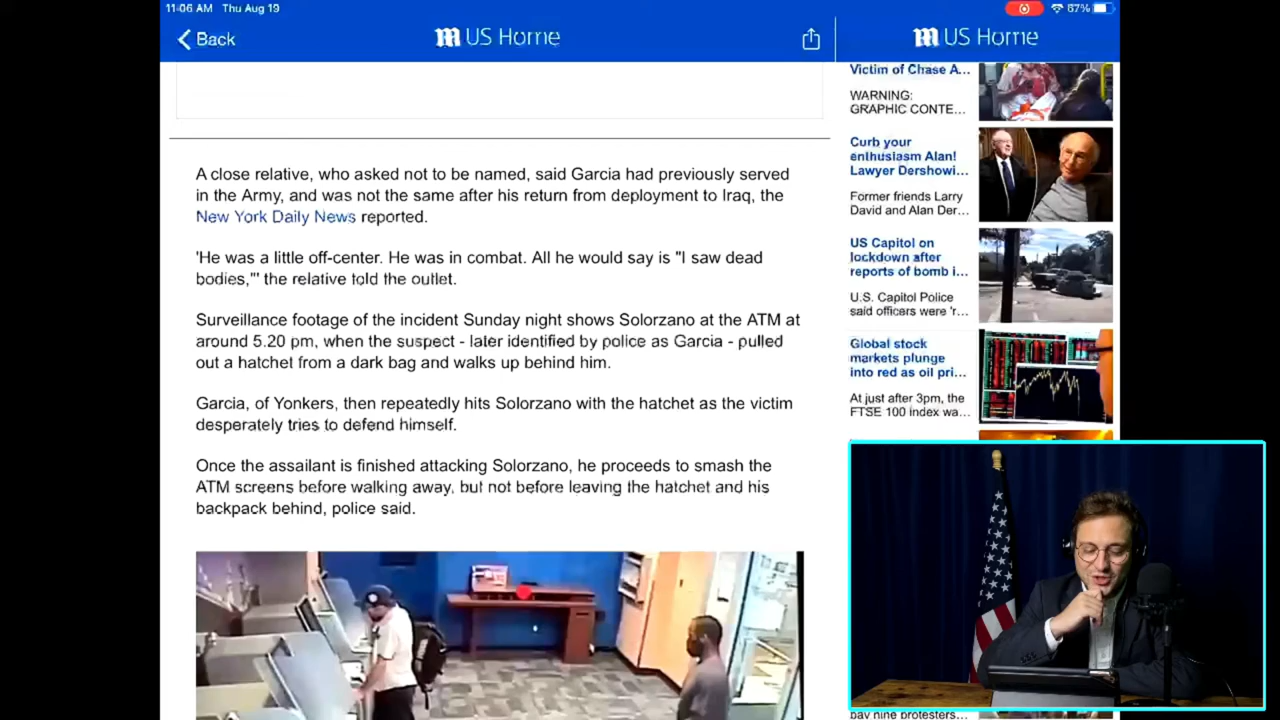 11:06 AM Thu Aug 19
67%
Back
US Home
US Home
A close relative, who asked not to be named, said Garcia had previously served
in the Army, and was not the same after his return from deployment to Iraq, the
New York Daily News reported.
'He was a little off-center. He was in combat. All he would say is "I saw dead
bodies,"' the relative told the outlet.
Surveillance footage of the incident Sunday night shows Solorzano at the ATM at
around 5.20 pm, when the suspect - later identified by police as Garcia - pulled
out a hatchet from a dark bag and walks up behind him.
Garcia, of Yonkers, then repeatedly hits Solorzano with the hatchet as the victim
desperately tries to defend himself.
Once the assailant is finished attacking Solorzano, he proceeds to smash the
ATM screens before walking away, but not before leaving the hatchet and his
backpack behind, police said.
Victim of Chase A...
WARNING:
GRAPHIC CONTE...
Curb your
enthusiasm Alan!
Lawyer Dershowi...
Former friends Larry
David and Alan Der...
US Capitol on
lockdown after
reports of bomb i...
U.S. Capitol Police
said officers were 'r...
Global stock
markets plunge
into red as oil pri...
At just after 3pm, the
FTSE 100 index wa...
bay nine protesters...